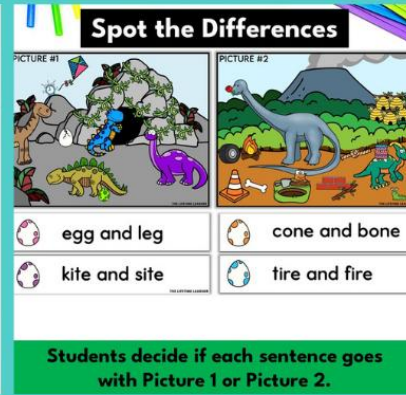 Spot the Differences
PICTURE #1
PICTURE #2
egg and leg
cone and bone
kite and site
tire and fire
Students decide if each sentence goes
with Picture 1 or Picture 2.